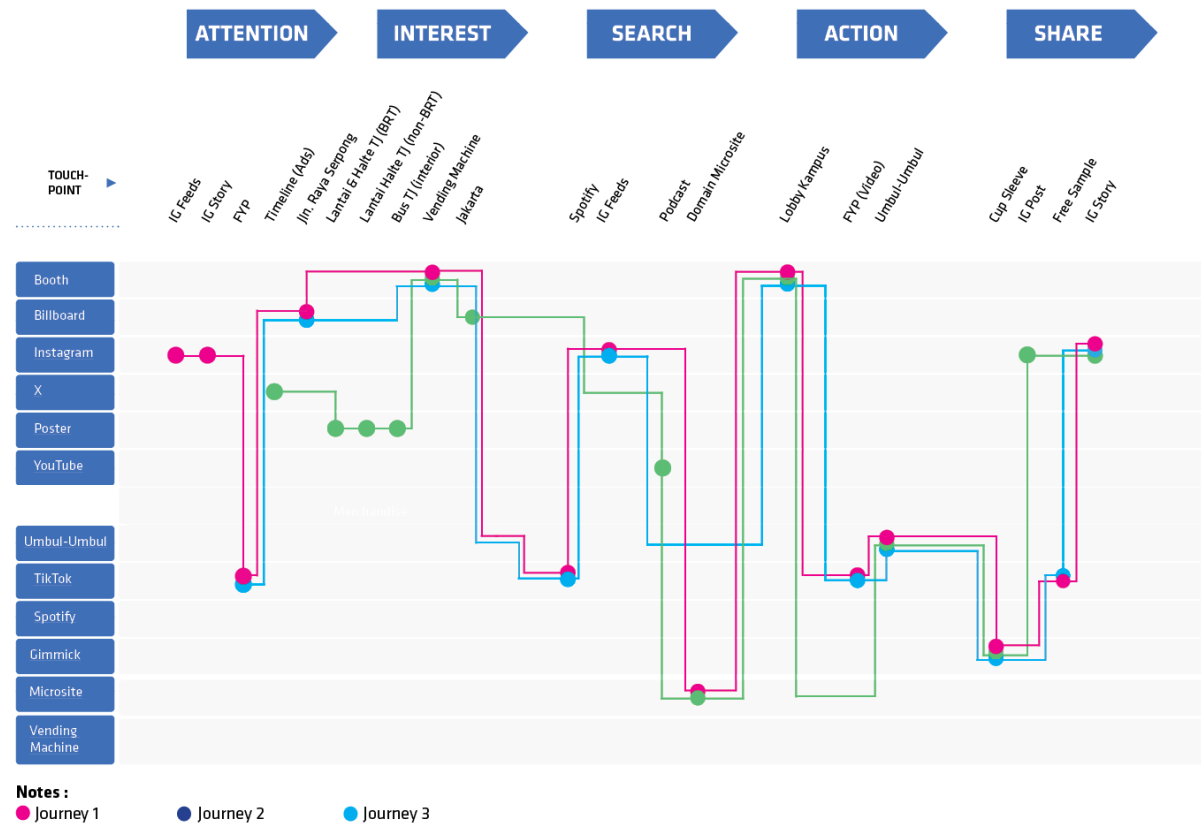 ATTENTION
INTEREST
SEARCH
ACTION
SHARE
TOUCH-
POINT
IG Feeds
IG Story
FYP
Timeline (Ads)
Jln. Raya Serpong
Lantai & Halte TJ (BRT)
Lantai Halte TJ (non-BRT)
Bus TJ (interior)
Vending Machine
Jakarta
Spotify
IG Feeds
Podcast
Domain Microsite
Lobby Kampus
FYP (Video)
Umbul-Umbul
Cup Sleeve
IG Post
Free Sample
IG Story
Booth
Billboard
Instagram
X
Poster
YouTube
Umbul-Umbul
TikTok
Spotify
Gimmick
Microsite
Vending
Machine
Notes :
Journey 1
Journey 2
Journey 3